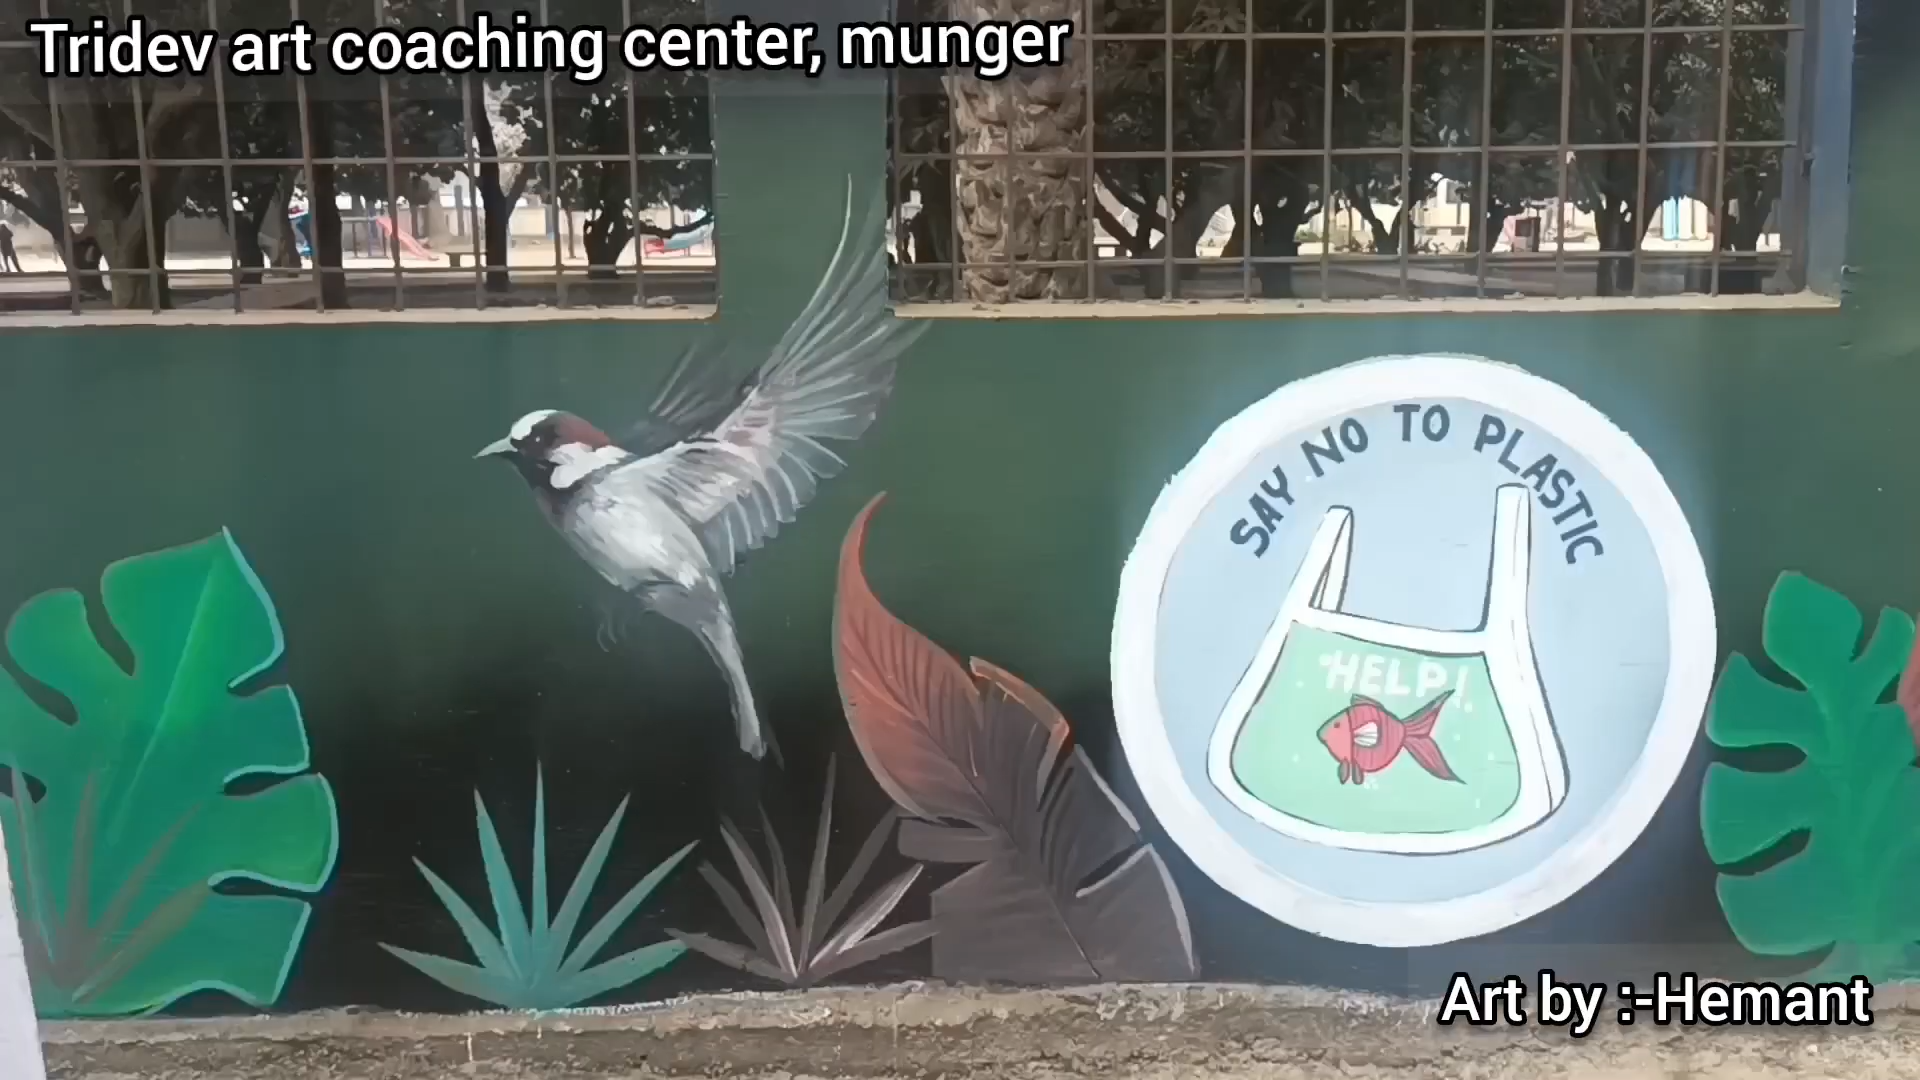 Tridev art coaching center, munger
SAY NO TO PLASTIC
HELP!
Art by :-Hemant